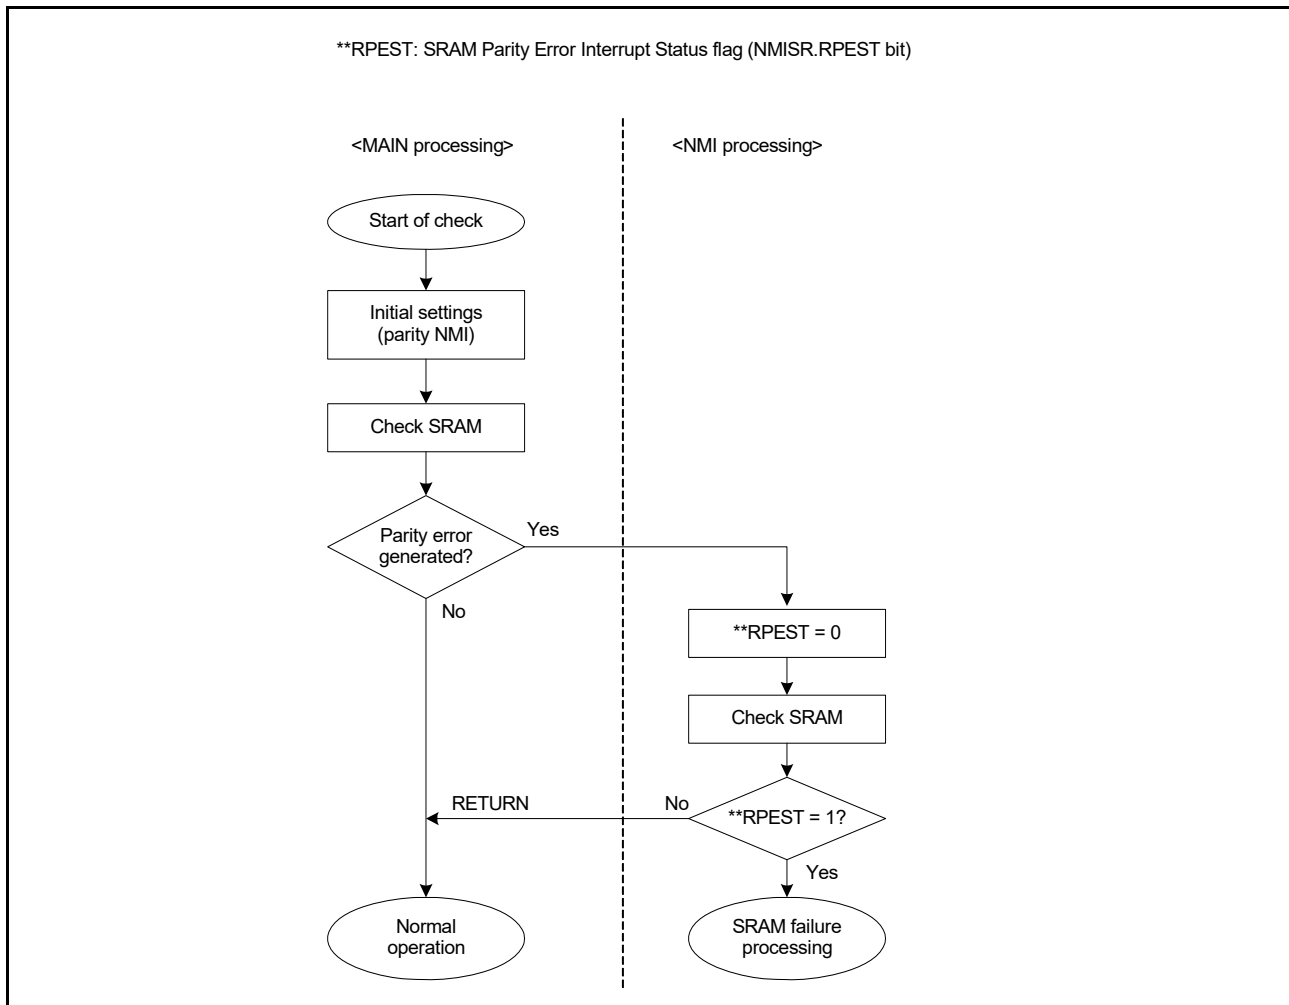 **RPEST: SRAM Parity Error Interrupt Status flag (NMISR.RPEST bit)
<MAIN processing>
<NMI processing>
Start of check
Initial settings
(parity NMI)
Check SRAM
Parity error
generated?
Yes
No
**RPEST = 0
Check SRAM
**RPEST = 1?
No
RETURN
Yes
Normal
operation
SRAM failure
processing